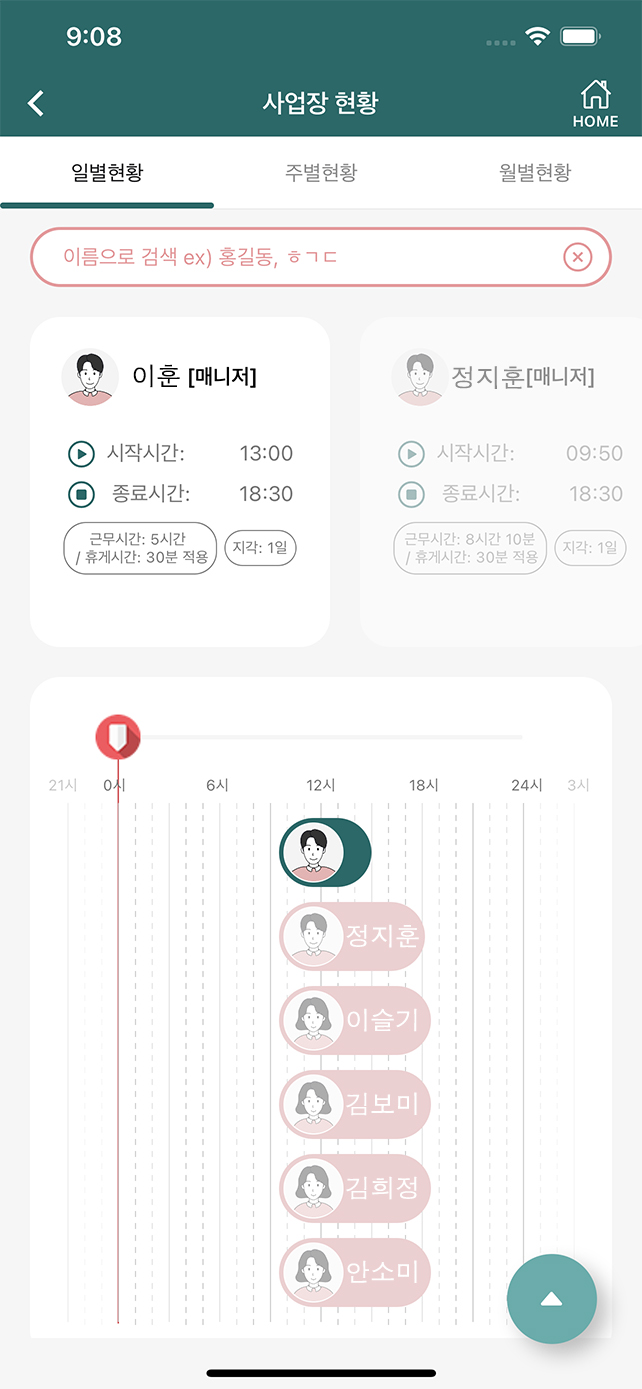 9:08
사업장 현황
HOME
일별현황
주별현황
월별현황
이름으로 검색 ex) 홍길동, ㅎㄱㄷ
이훈 [매니저]
시작시간: 13:00
종료시간: 18:30
근무시간: 5시간
/ 휴게시간: 30분 적용
지각: 1일
정지훈[매니저]
시작시간: 09:50
종료시간: 18:30
근무시간: 8시간 10분
/ 휴게시간: 30분 적용
지각: 1일
21시 0시 6시 12시 18시 24시 3시
정지훈
이슬기
김보미
김희정
안소미